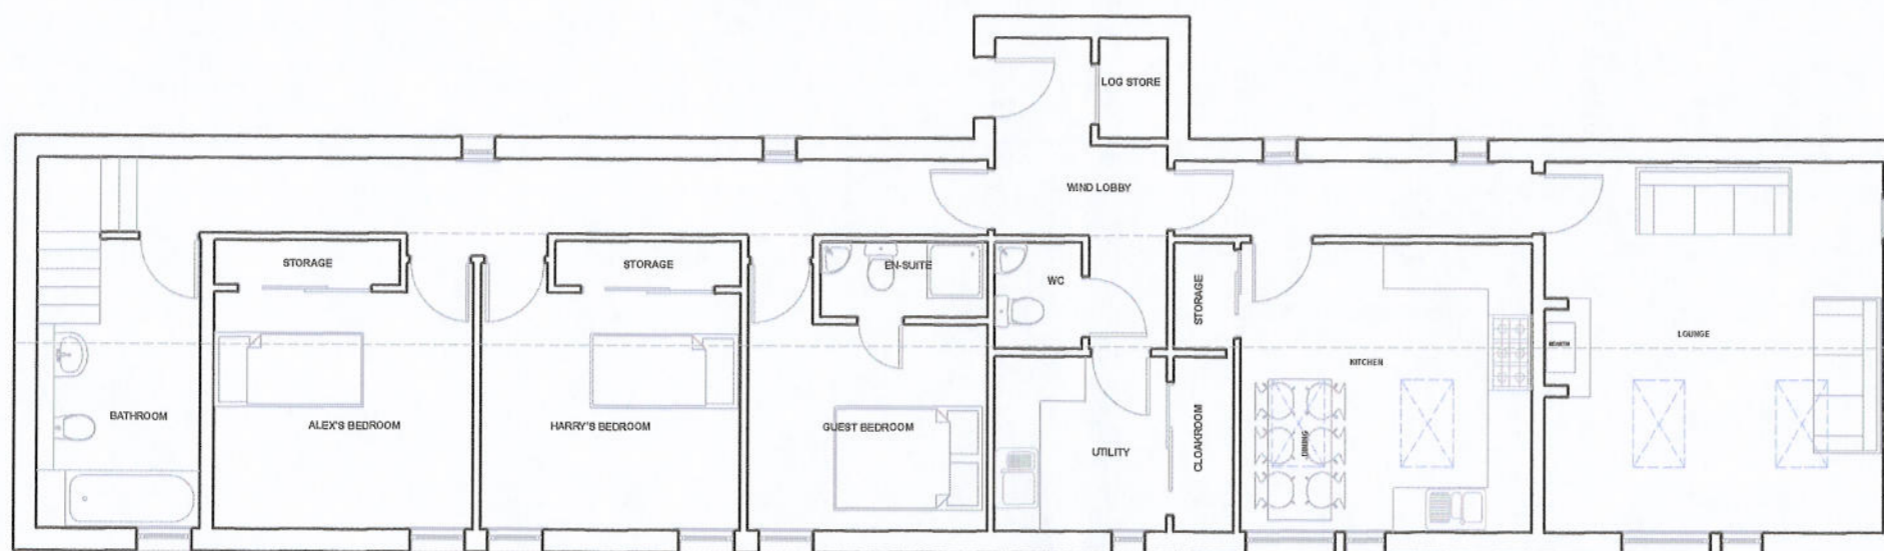 LOG STORE
WIND LOBBY
STORAGE
STORAGE
EN-SUITE
WC
STORAGE
KITCHEN
LOUNGE
BATHROOM
ALEX'S BEDROOM
HARRY'S BEDROOM
GUEST BEDROOM
UTILITY
CLOAKROOM
DINING